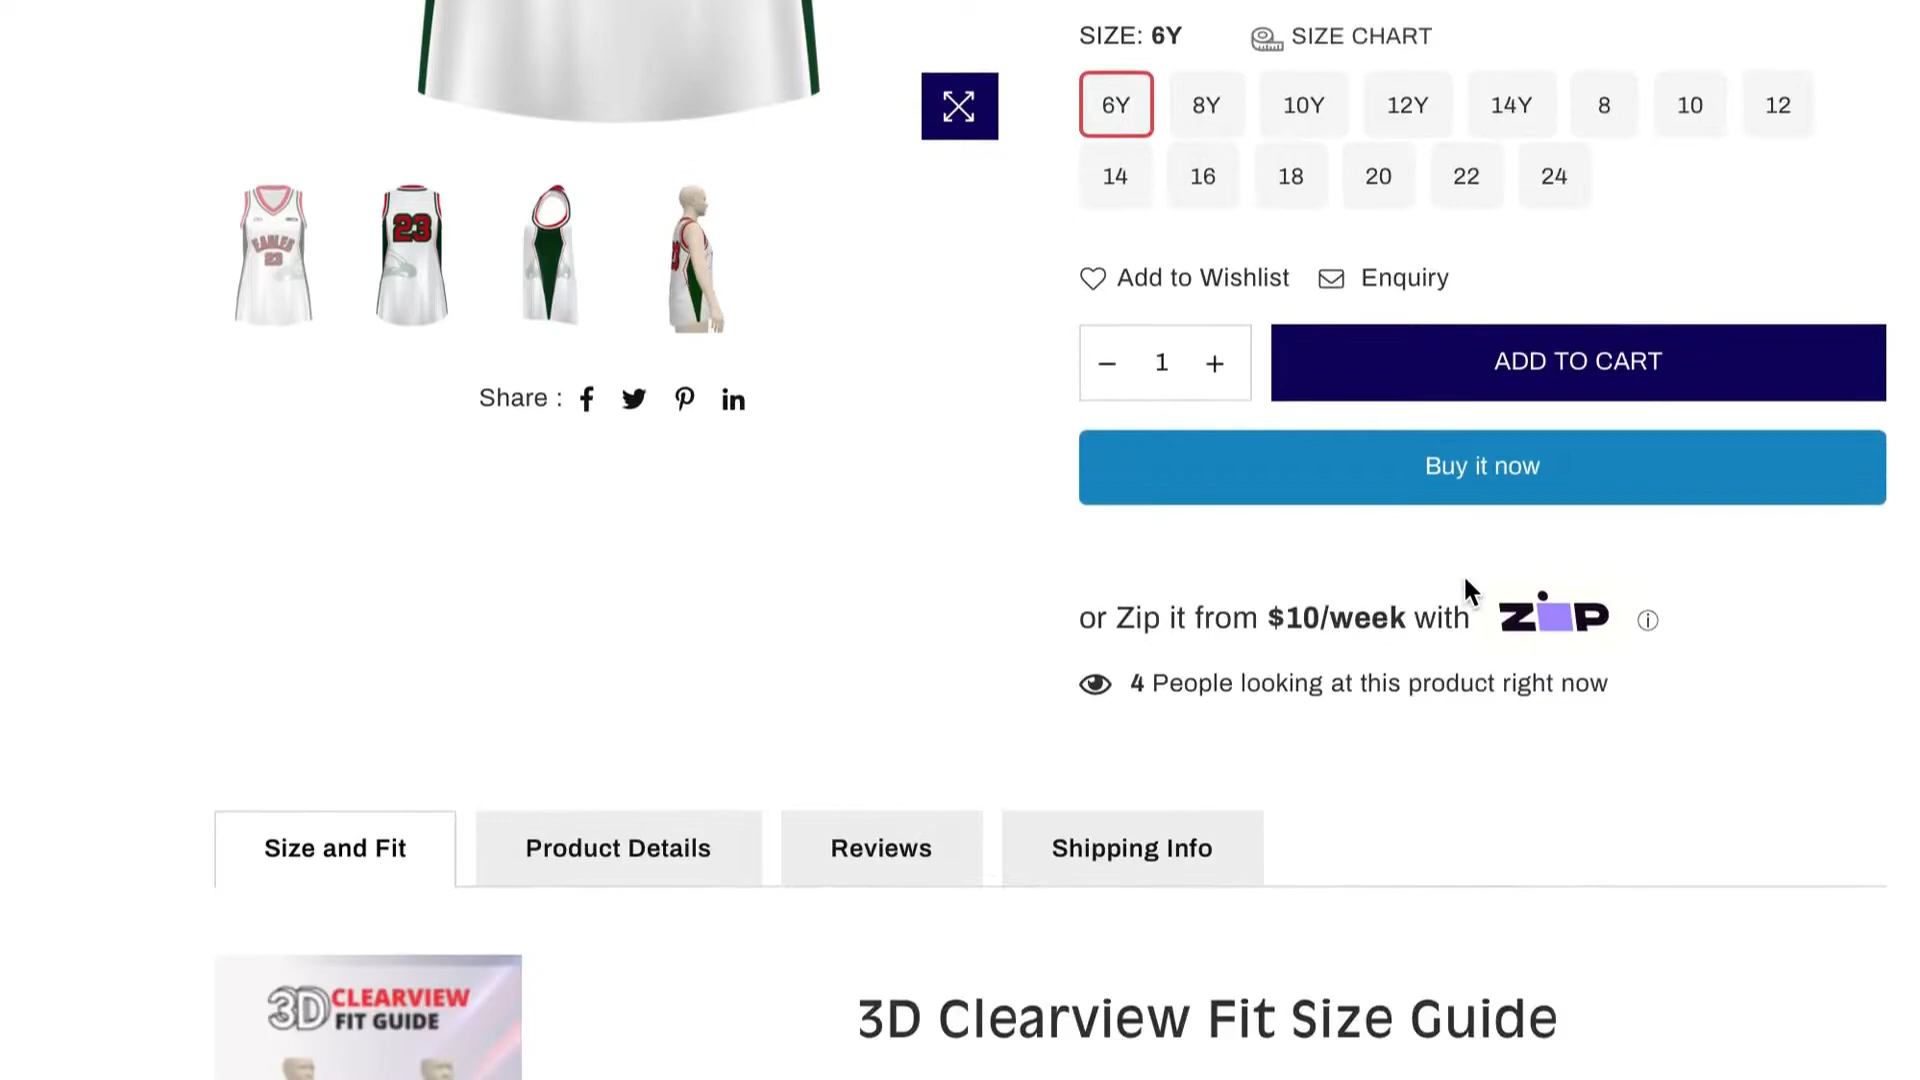 SIZE: 6Y SIZE CHART
6Y 8Y 10Y 12Y 14Y 8 10 12
14 16 18 20 22 24
EAGLES
23
23
Add to Wishlist Enquiry
− 1 + ADD TO CART
Share :
Buy it now
or Zip it from $10/week with ZIP
4 People looking at this product right now
Size and Fit Product Details Reviews Shipping Info
3D CLEARVIEW
FIT GUIDE
3D Clearview Fit Size Guide